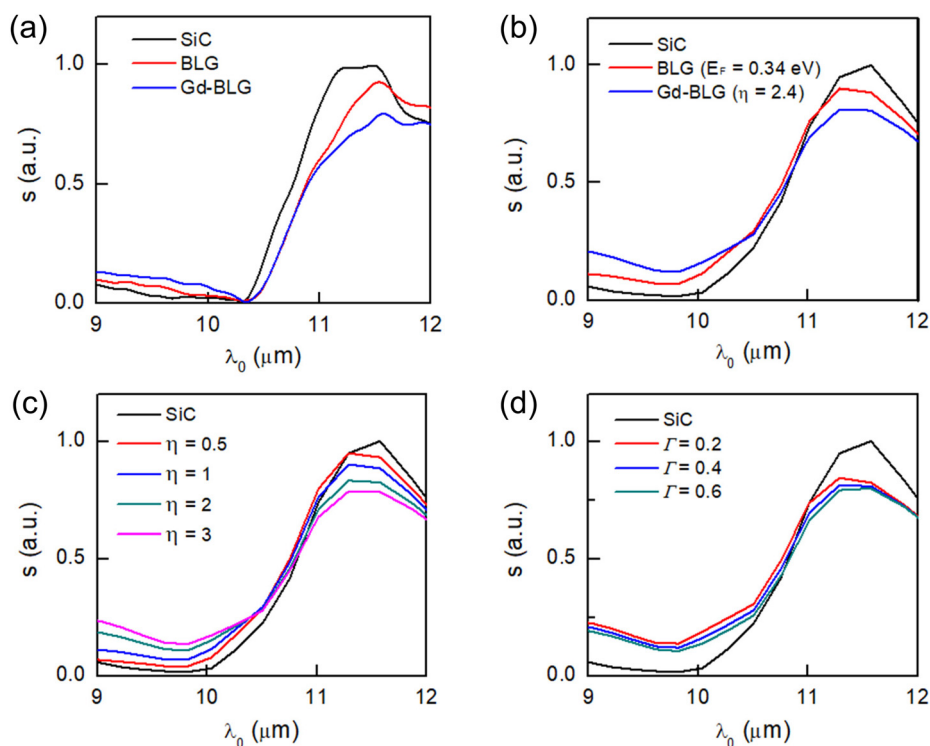 (a)
SiC
BLG
Gd-BLG
1.0
0.5
0.0
s (a.u.)
9 10 11 12
λ₀ (μm)
(b)
SiC
BLG (E_F = 0.34 eV)
Gd-BLG (η = 2.4)
1.0
0.5
0.0
s (a.u.)
9 10 11 12
λ₀ (μm)
(c)
SiC
η = 0.5
η = 1
η = 2
η = 3
1.0
0.5
0.0
s (a.u.)
9 10 11 12
λ₀ (μm)
(d)
SiC
Γ = 0.2
Γ = 0.4
Γ = 0.6
1.0
0.5
0.0
s (a.u.)
9 10 11 12
λ₀ (μm)